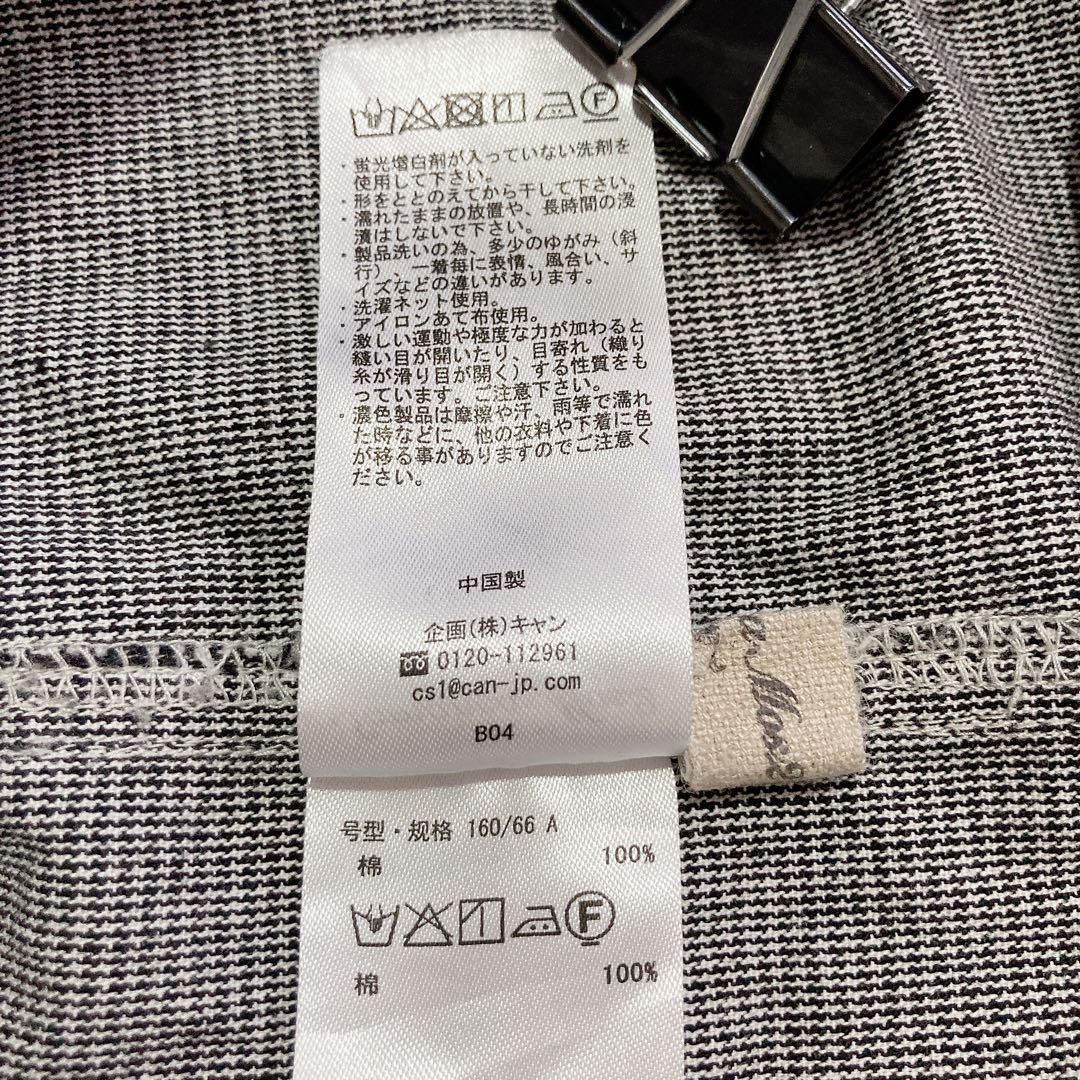 ・蛍光増白剤が入っていない洗剤を
使用して下さい。
・形をととのえてから干して下さい。
・濡れたままの放置や、長時間の浸
漬はしないで下さい。
・製品洗いの為、多少のゆがみ（斜
行）、一着毎に表情、風合い、サ
イズなどの違いがあります。
・洗濯ネット使用。
・アイロンあて布使用。
・激しい運動や極度な力が加わると
縫い目が開いたり、目寄れ（織り
糸が滑り目が開く）する性質をも
っています。ご注意下さい。
・濃色製品は摩擦や汗、雨等で濡れ
た時などに、他の衣料や下着に色
が移る事がありますのでご注意く
ださい。
中国製
企画(株)キャン
0120-112961
cs1@can-jp.com
B04
号型・规格 160/66 A
棉 100%
F
棉 100%